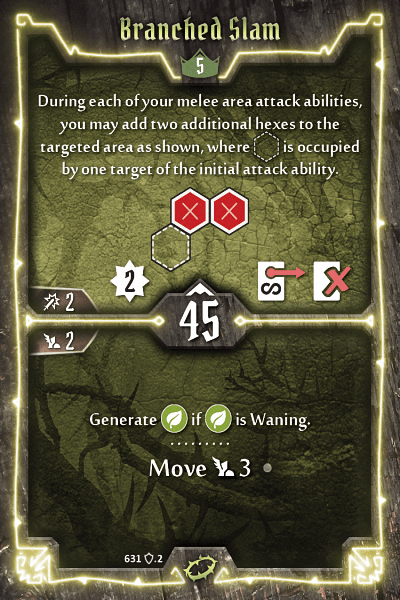 Branched Slam
5
During each of your melee area attack abilities,
you may add two additional hexes to the
targeted area as shown, where is occupied
by one target of the initial attack ability.
2
2
45
2
Generate if is Waning.
Move 3
631 .2